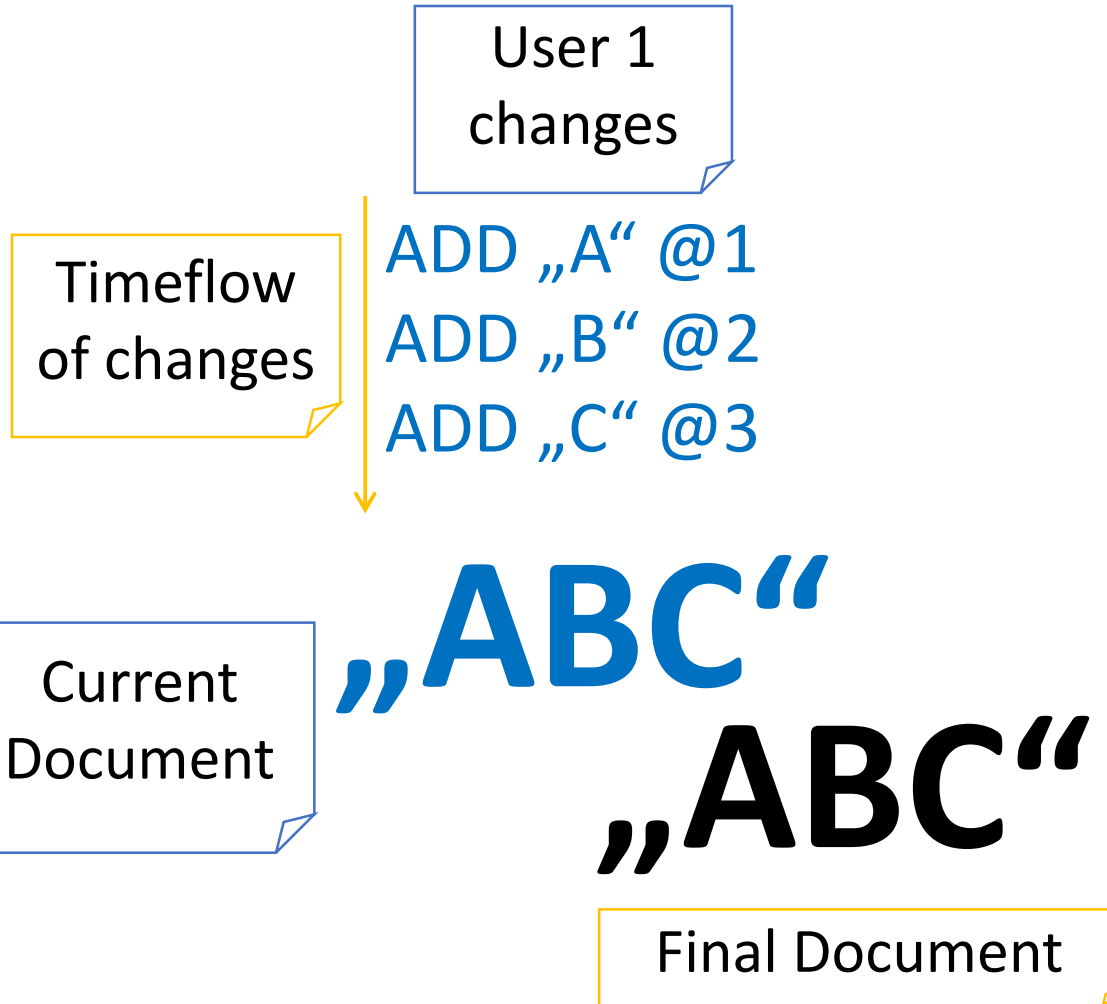 User 1
changes
Timeflow
of changes
ADD „A“ @1
ADD „B“ @2
ADD „C“ @3
Current
Document
„ABC“
„ABC“
Final Document